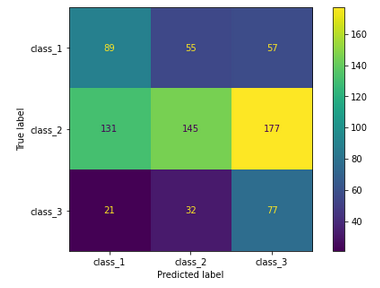 class_1 89 55 57
class_2 131 145 177
class_3 21 32 77
class_1 class_2 class_3
Predicted label
True label
160
140
120
100
80
60
40